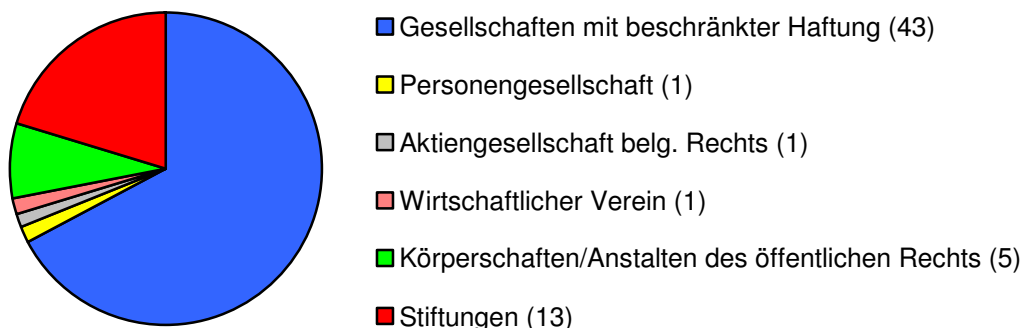 Gesellschaften mit beschränkter Haftung (43)
Personengesellschaft (1)
Aktiengesellschaft belg. Rechts (1)
Wirtschaftlicher Verein (1)
Körperschaften/Anstalten des öffentlichen Rechts (5)
Stiftungen (13)